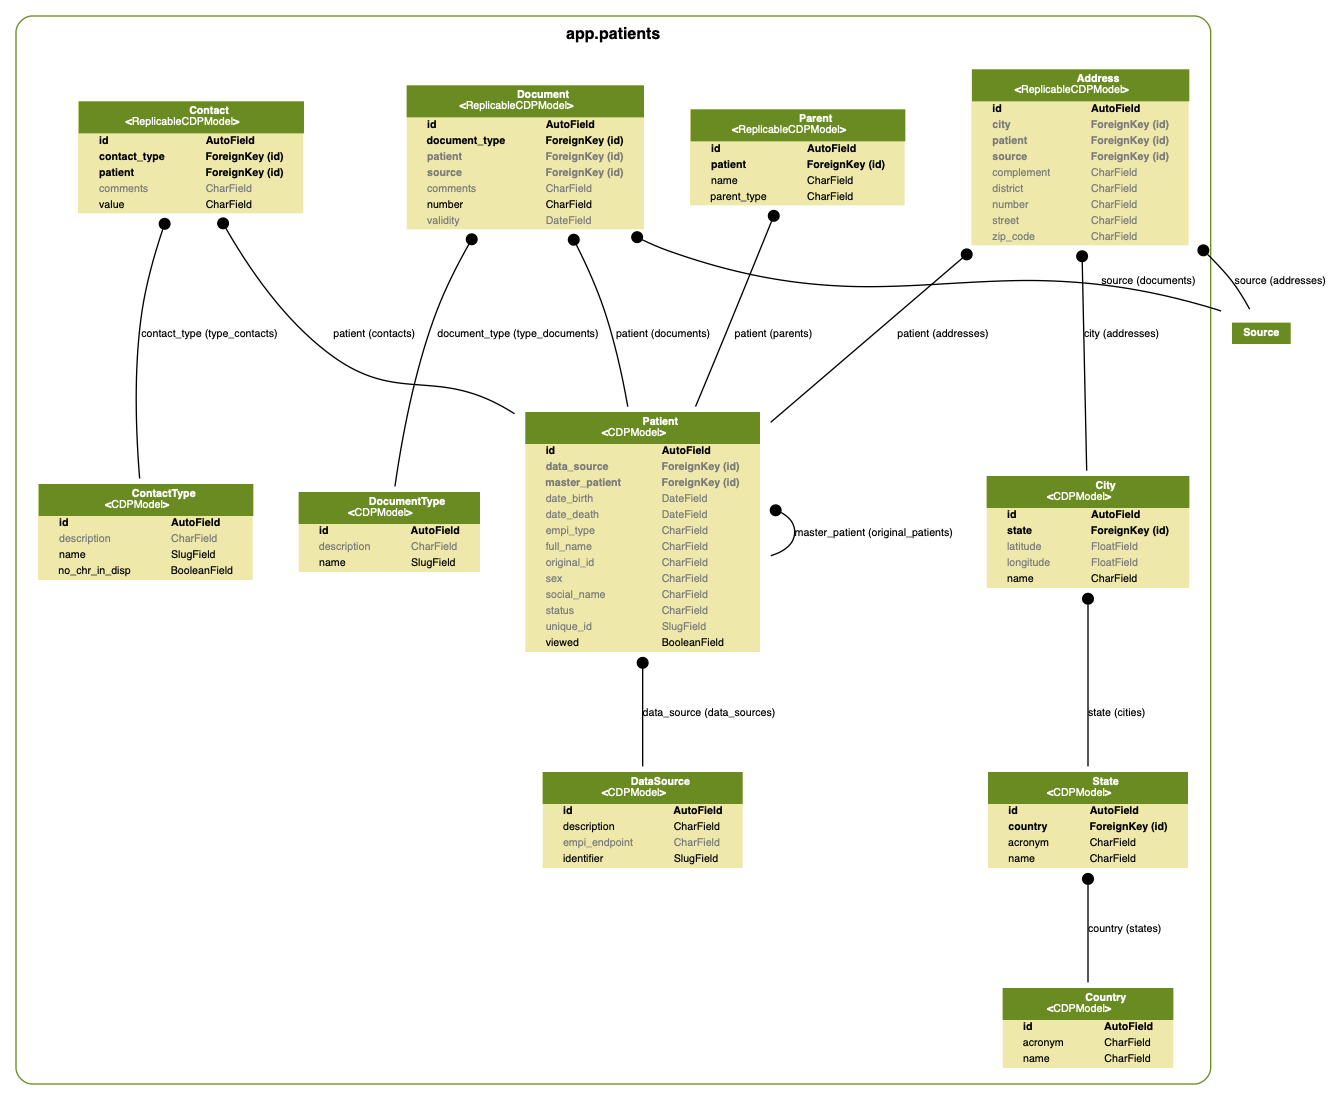 app.patients
Contact
<ReplicableCDPModel>
id AutoField
contact_type ForeignKey (id)
patient ForeignKey (id)
comments CharField
value CharField
Document
<ReplicableCDPModel>
id AutoField
document_type ForeignKey (id)
patient ForeignKey (id)
source ForeignKey (id)
comments CharField
number CharField
validity DateField
Parent
<ReplicableCDPModel>
id AutoField
patient ForeignKey (id)
name CharField
parent_type CharField
Address
<ReplicableCDPModel>
id AutoField
city ForeignKey (id)
patient ForeignKey (id)
source ForeignKey (id)
complement CharField
district CharField
number CharField
street CharField
zip_code CharField
source (documents)
source (addresses)
contact_type (type_contacts)
patient (contacts)
document_type (type_documents)
patient (documents)
patient (parents)
patient (addresses)
city (addresses)
Source
Patient
<CDPModel>
id AutoField
data_source ForeignKey (id)
master_patient ForeignKey (id)
date_birth DateField
date_death DateField
empi_type CharField
full_name CharField
original_id CharField
sex CharField
social_name CharField
status CharField
unique_id SlugField
viewed BooleanField
master_patient (original_patients)
ContactType
<CDPModel>
id AutoField
description CharField
name SlugField
no_chr_in_disp BooleanField
DocumentType
<CDPModel>
id AutoField
description CharField
name SlugField
City
<CDPModel>
id AutoField
state ForeignKey (id)
latitude FloatField
longitude FloatField
name CharField
data_source (data_sources)
state (cities)
DataSource
<CDPModel>
id AutoField
description CharField
empi_endpoint CharField
identifier SlugField
State
<CDPModel>
id AutoField
country ForeignKey (id)
acronym CharField
name CharField
country (states)
Country
<CDPModel>
id AutoField
acronym CharField
name CharField